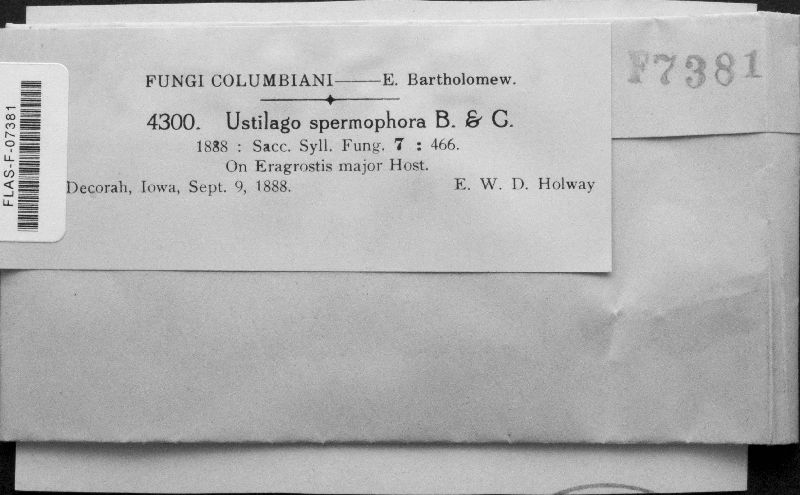 FUNGI COLUMBIANI—E. Bartholomew.
4300. Ustilago spermophora B. & C.
1888 : Sacc. Syll. Fung. 7 : 466.
On Eragrostis major Host.
Decorah, Iowa, Sept. 9, 1888. E. W. D. Holway
F7381
FLAS-F-07381